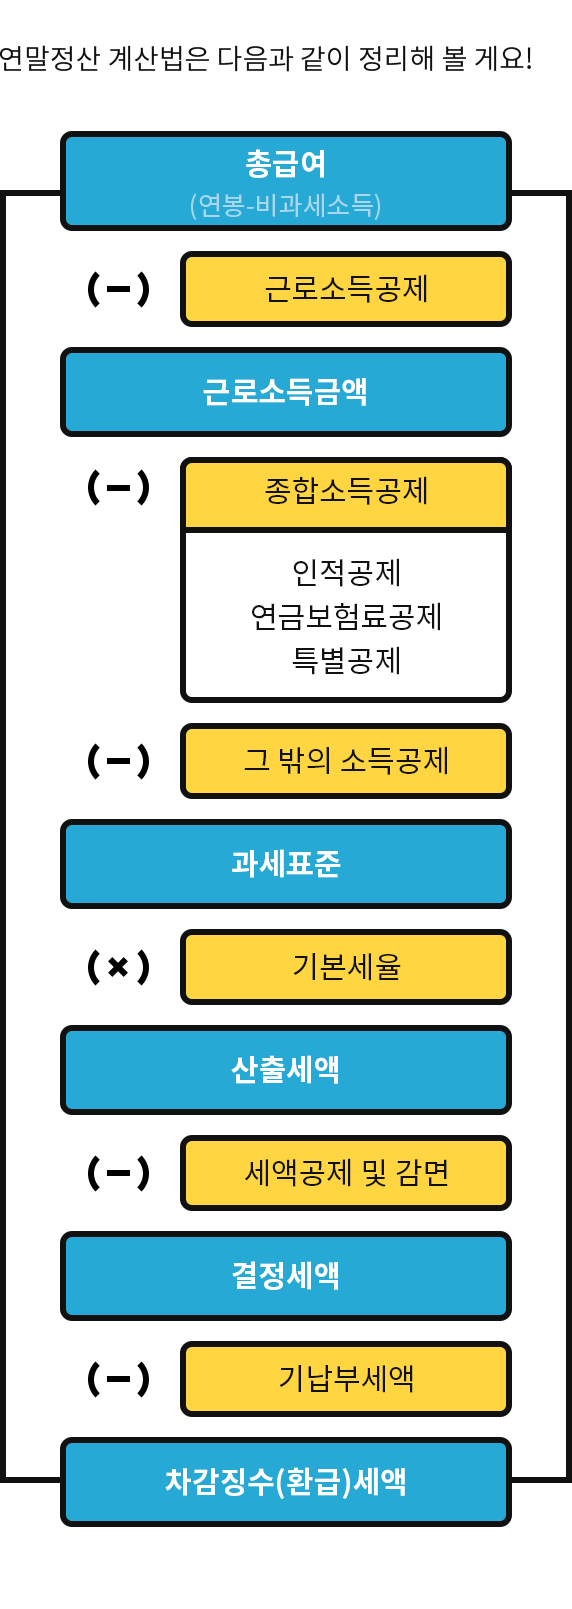 연말정산 계산법은 다음과 같이 정리해 볼 게요!
총급여
(연봉-비과세소득)
(-) 근로소득공제
근로소득금액
(-) 종합소득공제
인적공제
연금보험료공제
특별공제
(-) 그 밖의 소득공제
과세표준
(×) 기본세율
산출세액
(-) 세액공제 및 감면
결정세액
(-) 기납부세액
차감징수(환급)세액